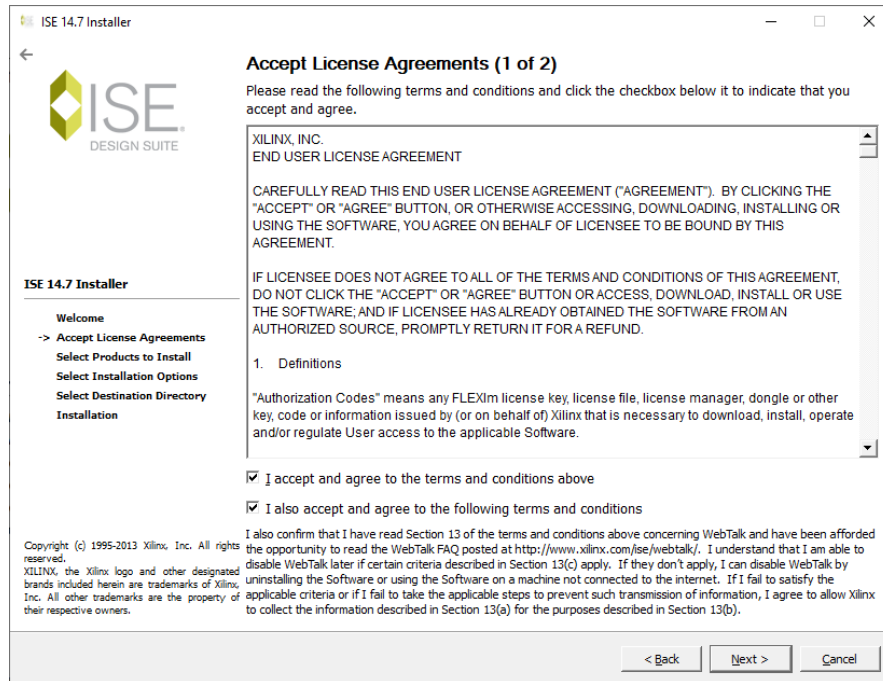 ISE 14.7 Installer
ISE
DESIGN SUITE
ISE 14.7 Installer
Welcome
-> Accept License Agreements
Select Products to Install
Select Installation Options
Select Destination Directory
Installation
Copyright (c) 1995-2013 Xilinx, Inc. All rights
reserved.
XILINX, the Xilinx logo and other designated
brands included herein are trademarks of Xilinx,
Inc. All other trademarks are the property of
their respective owners.
Accept License Agreements (1 of 2)
Please read the following terms and conditions and click the checkbox below it to indicate that you
accept and agree.
XILINX, INC.
END USER LICENSE AGREEMENT
CAREFULLY READ THIS END USER LICENSE AGREEMENT ("AGREEMENT"). BY CLICKING THE
"ACCEPT" OR "AGREE" BUTTON, OR OTHERWISE ACCESSING, DOWNLOADING, INSTALLING OR
USING THE SOFTWARE, YOU AGREE ON BEHALF OF LICENSEE TO BE BOUND BY THIS
AGREEMENT.
IF LICENSEE DOES NOT AGREE TO ALL OF THE TERMS AND CONDITIONS OF THIS AGREEMENT,
DO NOT CLICK THE "ACCEPT" OR "AGREE" BUTTON OR ACCESS, DOWNLOAD, INSTALL OR USE
THE SOFTWARE; AND IF LICENSEE HAS ALREADY OBTAINED THE SOFTWARE FROM AN
AUTHORIZED SOURCE, PROMPTLY RETURN IT FOR A REFUND.
1. Definitions
"Authorization Codes" means any FLEXlm license key, license file, license manager, dongle or other
key, code or information issued by (or on behalf of) Xilinx that is necessary to download, install, operate
and/or regulate User access to the applicable Software.
I accept and agree to the terms and conditions above
I also accept and agree to the following terms and conditions
I also confirm that I have read Section 13 of the terms and conditions above concerning WebTalk and have been afforded
the opportunity to read the WebTalk FAQ posted at http://www.xilinx.com/ise/webtalk/. I understand that I am able to
disable WebTalk later if certain criteria described in Section 13(c) apply. If they don't apply, I can disable WebTalk by
uninstalling the Software or using the Software on a machine not connected to the internet. If I fail to satisfy the
applicable criteria or if I fail to take the applicable steps to prevent such transmission of information, I agree to allow Xilinx
to collect the information described in Section 13(a) for the purposes described in Section 13(b).
< Back
Next >
Cancel